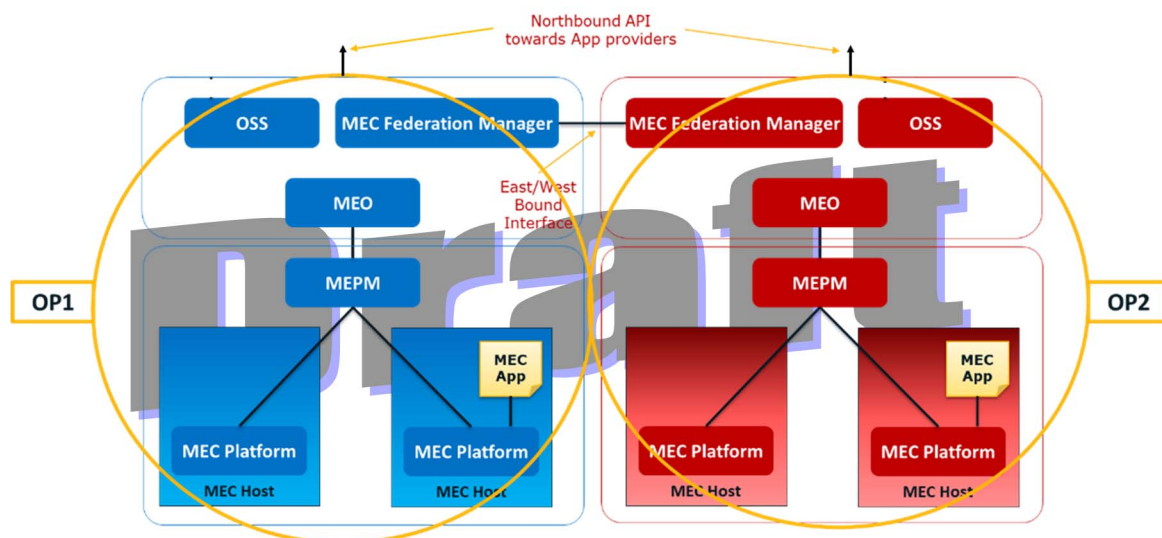 Northbound API
towards App providers
OSS
MEC Federation Manager
MEC Federation Manager
OSS
East/West
Bound
Interface
MEO
MEO
MEPM
MEPM
OP1
OP2
Draft
MEC
App
MEC
App
MEC Platform
MEC Platform
MEC Platform
MEC Platform
MEC Host
MEC Host
MEC Host
MEC Host